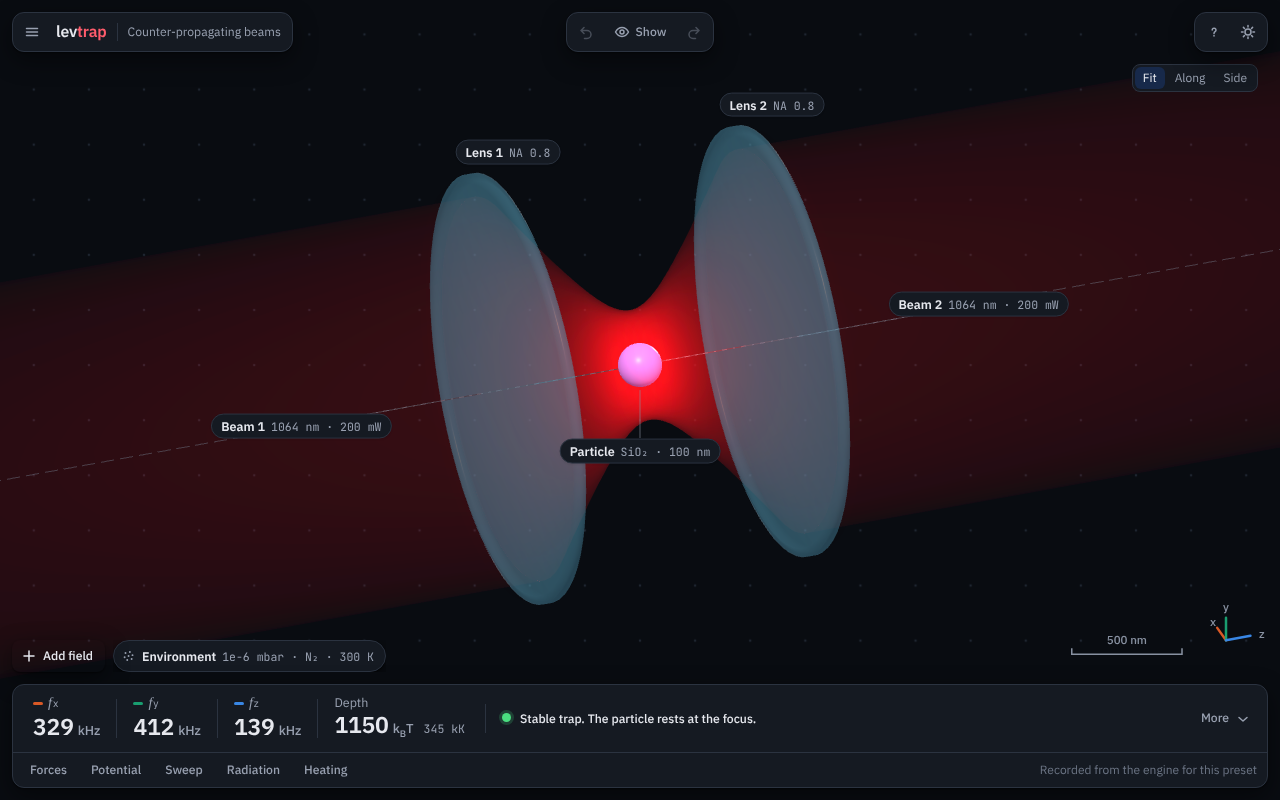 levtrap Counter-propagating beams
Show
?
Fit Along Side
Lens 2 NA 0.8
Lens 1 NA 0.8
Beam 2 1064 nm · 200 mW
Beam 1 1064 nm · 200 mW
Particle SiO₂ · 100 nm
y
x
z
500 nm
Add field
Environment 1e-6 mbar · N₂ · 300 K
fx
329 kHz
fy
412 kHz
fz
139 kHz
Depth
1150 k_BT 345 kK
Stable trap. The particle rests at the focus.
More
Forces Potential Sweep Radiation Heating
Recorded from the engine for this preset